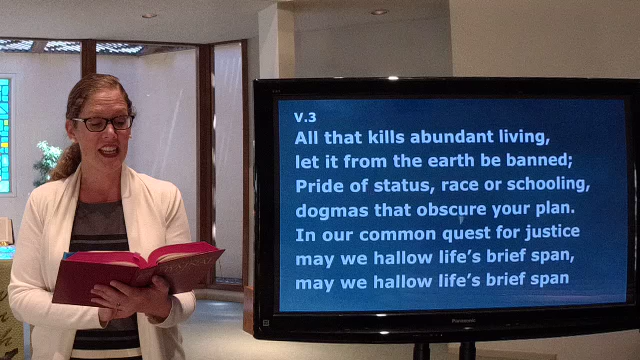 V.3
All that kills abundant living,
let it from the earth be banned;
Pride of status, race or schooling,
dogmas that obscure your plan.
In our common quest for justice
may we hallow life's brief span,
may we hallow life's brief span
Panasonic